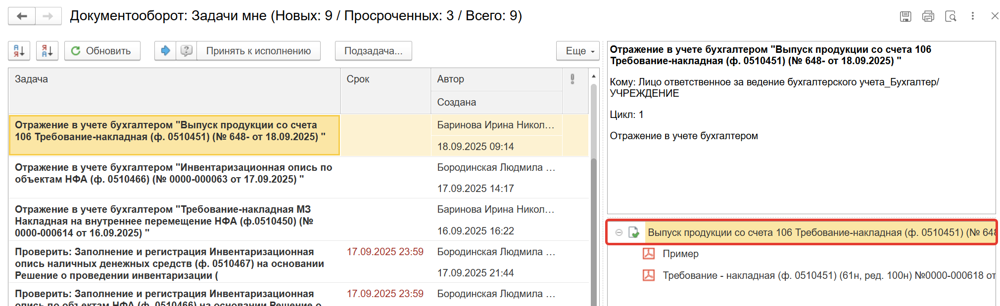 Документооборот: Задачи мне (Новых: 9 / Просроченных: 3 / Всего: 9)
Обновить
Принять к исполнению
Подзадача...
Еще
Задача
Срок
Автор
Создана
Отражение в учете бухгалтером "Выпуск продукции со счета
106 Требование-накладная (ф. 0510451) (№ 648- от 18.09.2025) "
Баринова Ирина Никол…
18.09.2025 09:14
Отражение в учете бухгалтером "Инвентаризационная опись по
объектам НФА (ф. 0510466) (№ 0000-000063 от 17.09.2025) "
Бородинская Людмила …
17.09.2025 14:17
Отражение в учете бухгалтером "Требование-накладная МЗ
Накладная на внутреннее перемещение НФА (ф.0510450) (№
0000-000614 от 16.09.2025) "
Баринова Ирина Никол…
16.09.2025 16:22
Проверить: Заполнение и регистрация Инвентаризационная
опись наличных денежных средств (ф. 0510467) на основании
Решение о проведении инвентаризации (
17.09.2025 23:59
Бородинская Людмила …
17.09.2025 21:44
Проверить: Заполнение и регистрация Инвентаризационная
опись по объектам НФА (ф. 0510466) на основании Решение о
17.09.2025 23:59
Бородинская Людмила …
Отражение в учете бухгалтером "Выпуск продукции со счета 106
Требование-накладная (ф. 0510451) (№ 648- от 18.09.2025) "
Кому: Лицо ответственное за ведение бухгалтерского учета_Бухгалтер/
УЧРЕЖДЕНИЕ
Цикл: 1
Отражение в учете бухгалтером
Выпуск продукции со счета 106 Требование-накладная (ф. 0510451) (№ 648
Пример
Требование - накладная (ф. 0510451) (61н, ред. 100н) №0000-000618 от